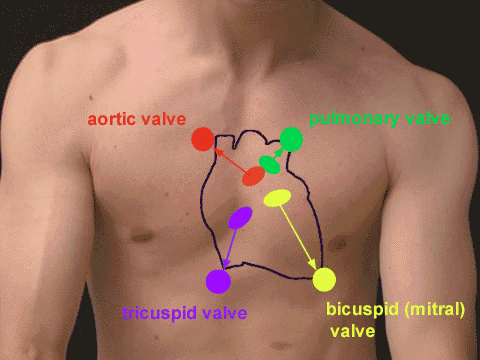 aortic valve
pulmonary valve
tricuspid valve
bicuspid (mitral)
valve